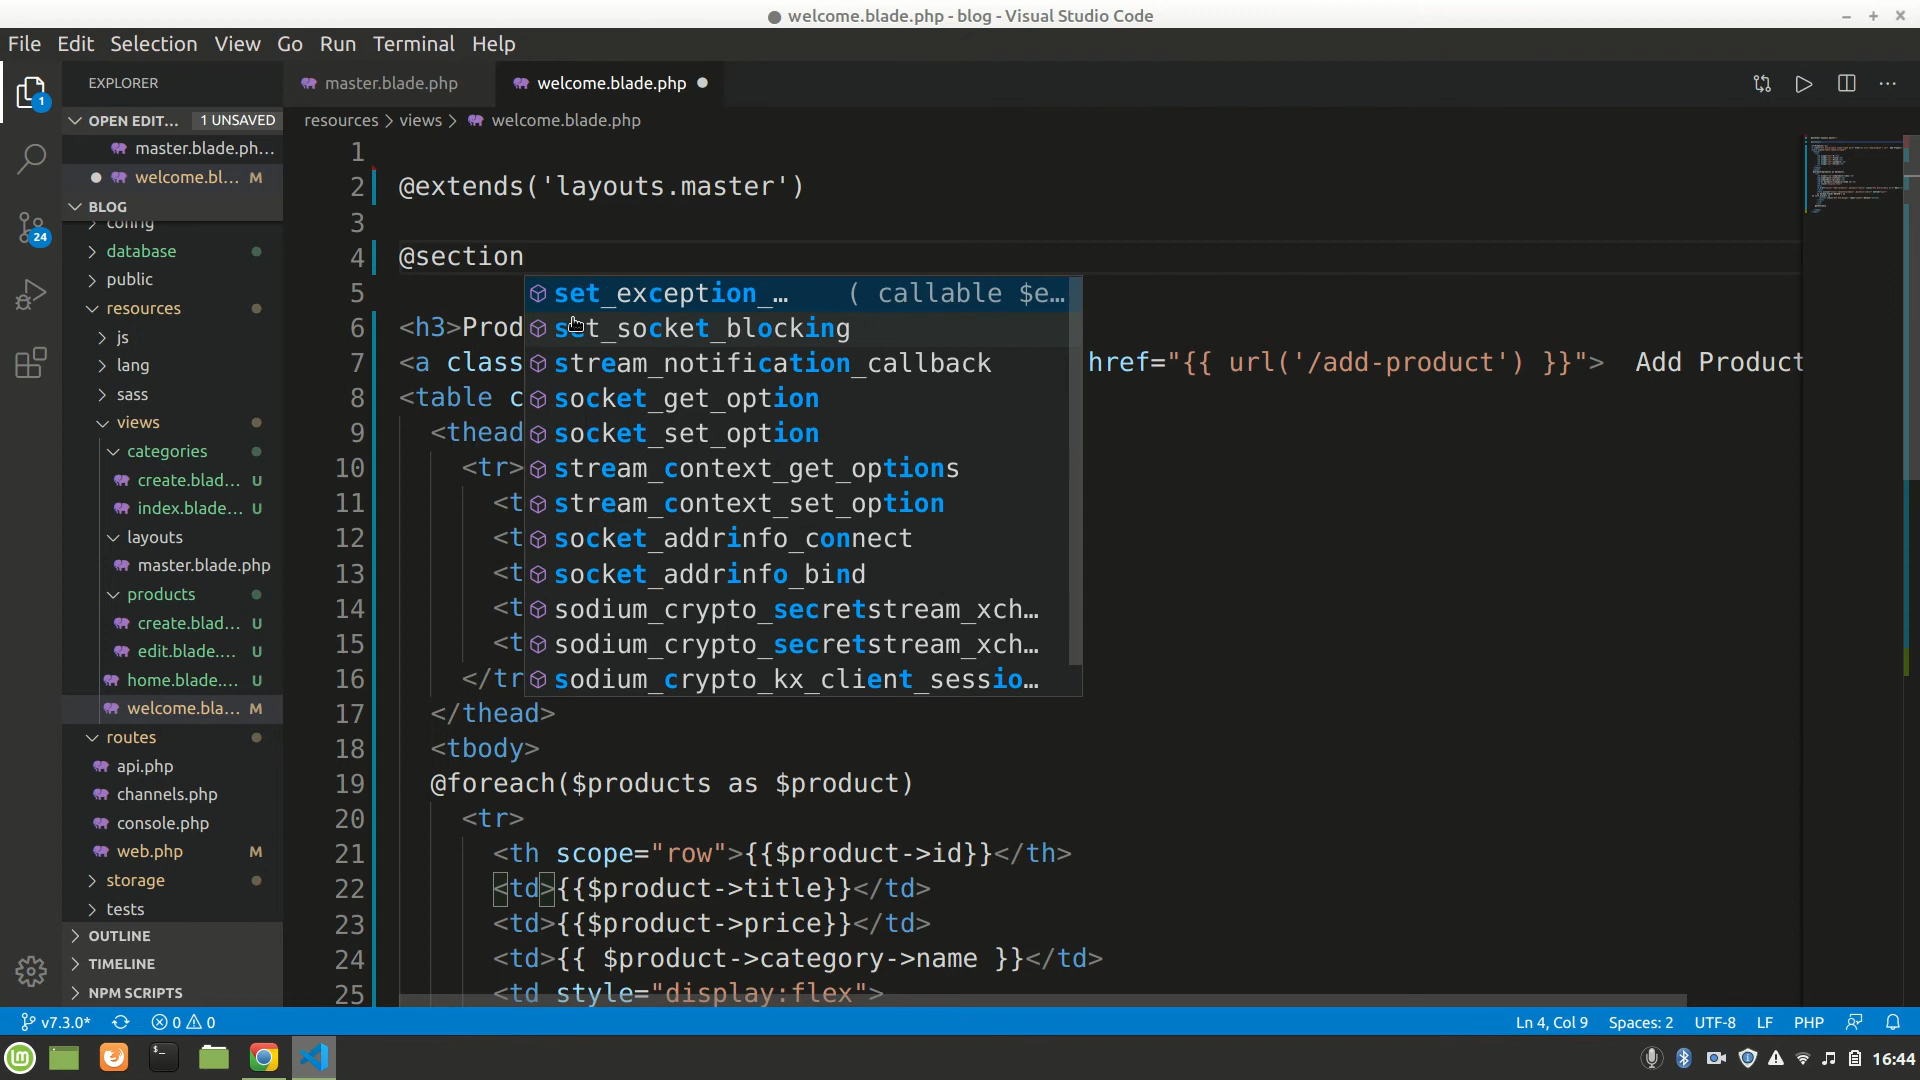 welcome.blade.php - blog - Visual Studio Code
File Edit Selection View Go Run Terminal Help
EXPLORER
master.blade.php
welcome.blade.php
OPEN EDIT... 1 UNSAVED
resources > views > welcome.blade.php
master.blade.ph...
welcome.bl... M
BLOG
config
database
public
resources
js
lang
sass
views
categories
create.blad... U
index.blade... U
layouts
master.blade.php
products
create.blad... U
edit.blade.... U
home.blade.... U
welcome.bla... M
routes
api.php
channels.php
console.php
web.php M
storage
tests
OUTLINE
TIMELINE
NPM SCRIPTS
1
24
1
2 @extends('layouts.master')
3
4 @section
5
6 <h3>Prod
7 <a class href="{{ url('/add-product') }}"> Add Product
8 <table c
9 <thead
10 <tr>
11 <t
12 <t
13 <t
14 <t
15 <t
16 </tr
17 </thead>
18 <tbody>
19 @foreach($products as $product)
20 <tr>
21 <th scope="row">{{$product->id}}</th>
22 <td>{{$product->title}}</td>
23 <td>{{$product->price}}</td>
24 <td>{{ $product->category->name }}</td>
25 <td style="display:flex">
set_exception_… ( callable $e…
set_socket_blocking
stream_notification_callback
socket_get_option
socket_set_option
stream_context_get_options
stream_context_set_option
socket_addrinfo_connect
socket_addrinfo_bind
sodium_crypto_secretstream_xch…
sodium_crypto_secretstream_xch…
sodium_crypto_kx_client_sessio…
v7.3.0* 0 0 Ln 4, Col 9 Spaces: 2 UTF-8 LF PHP
16:44